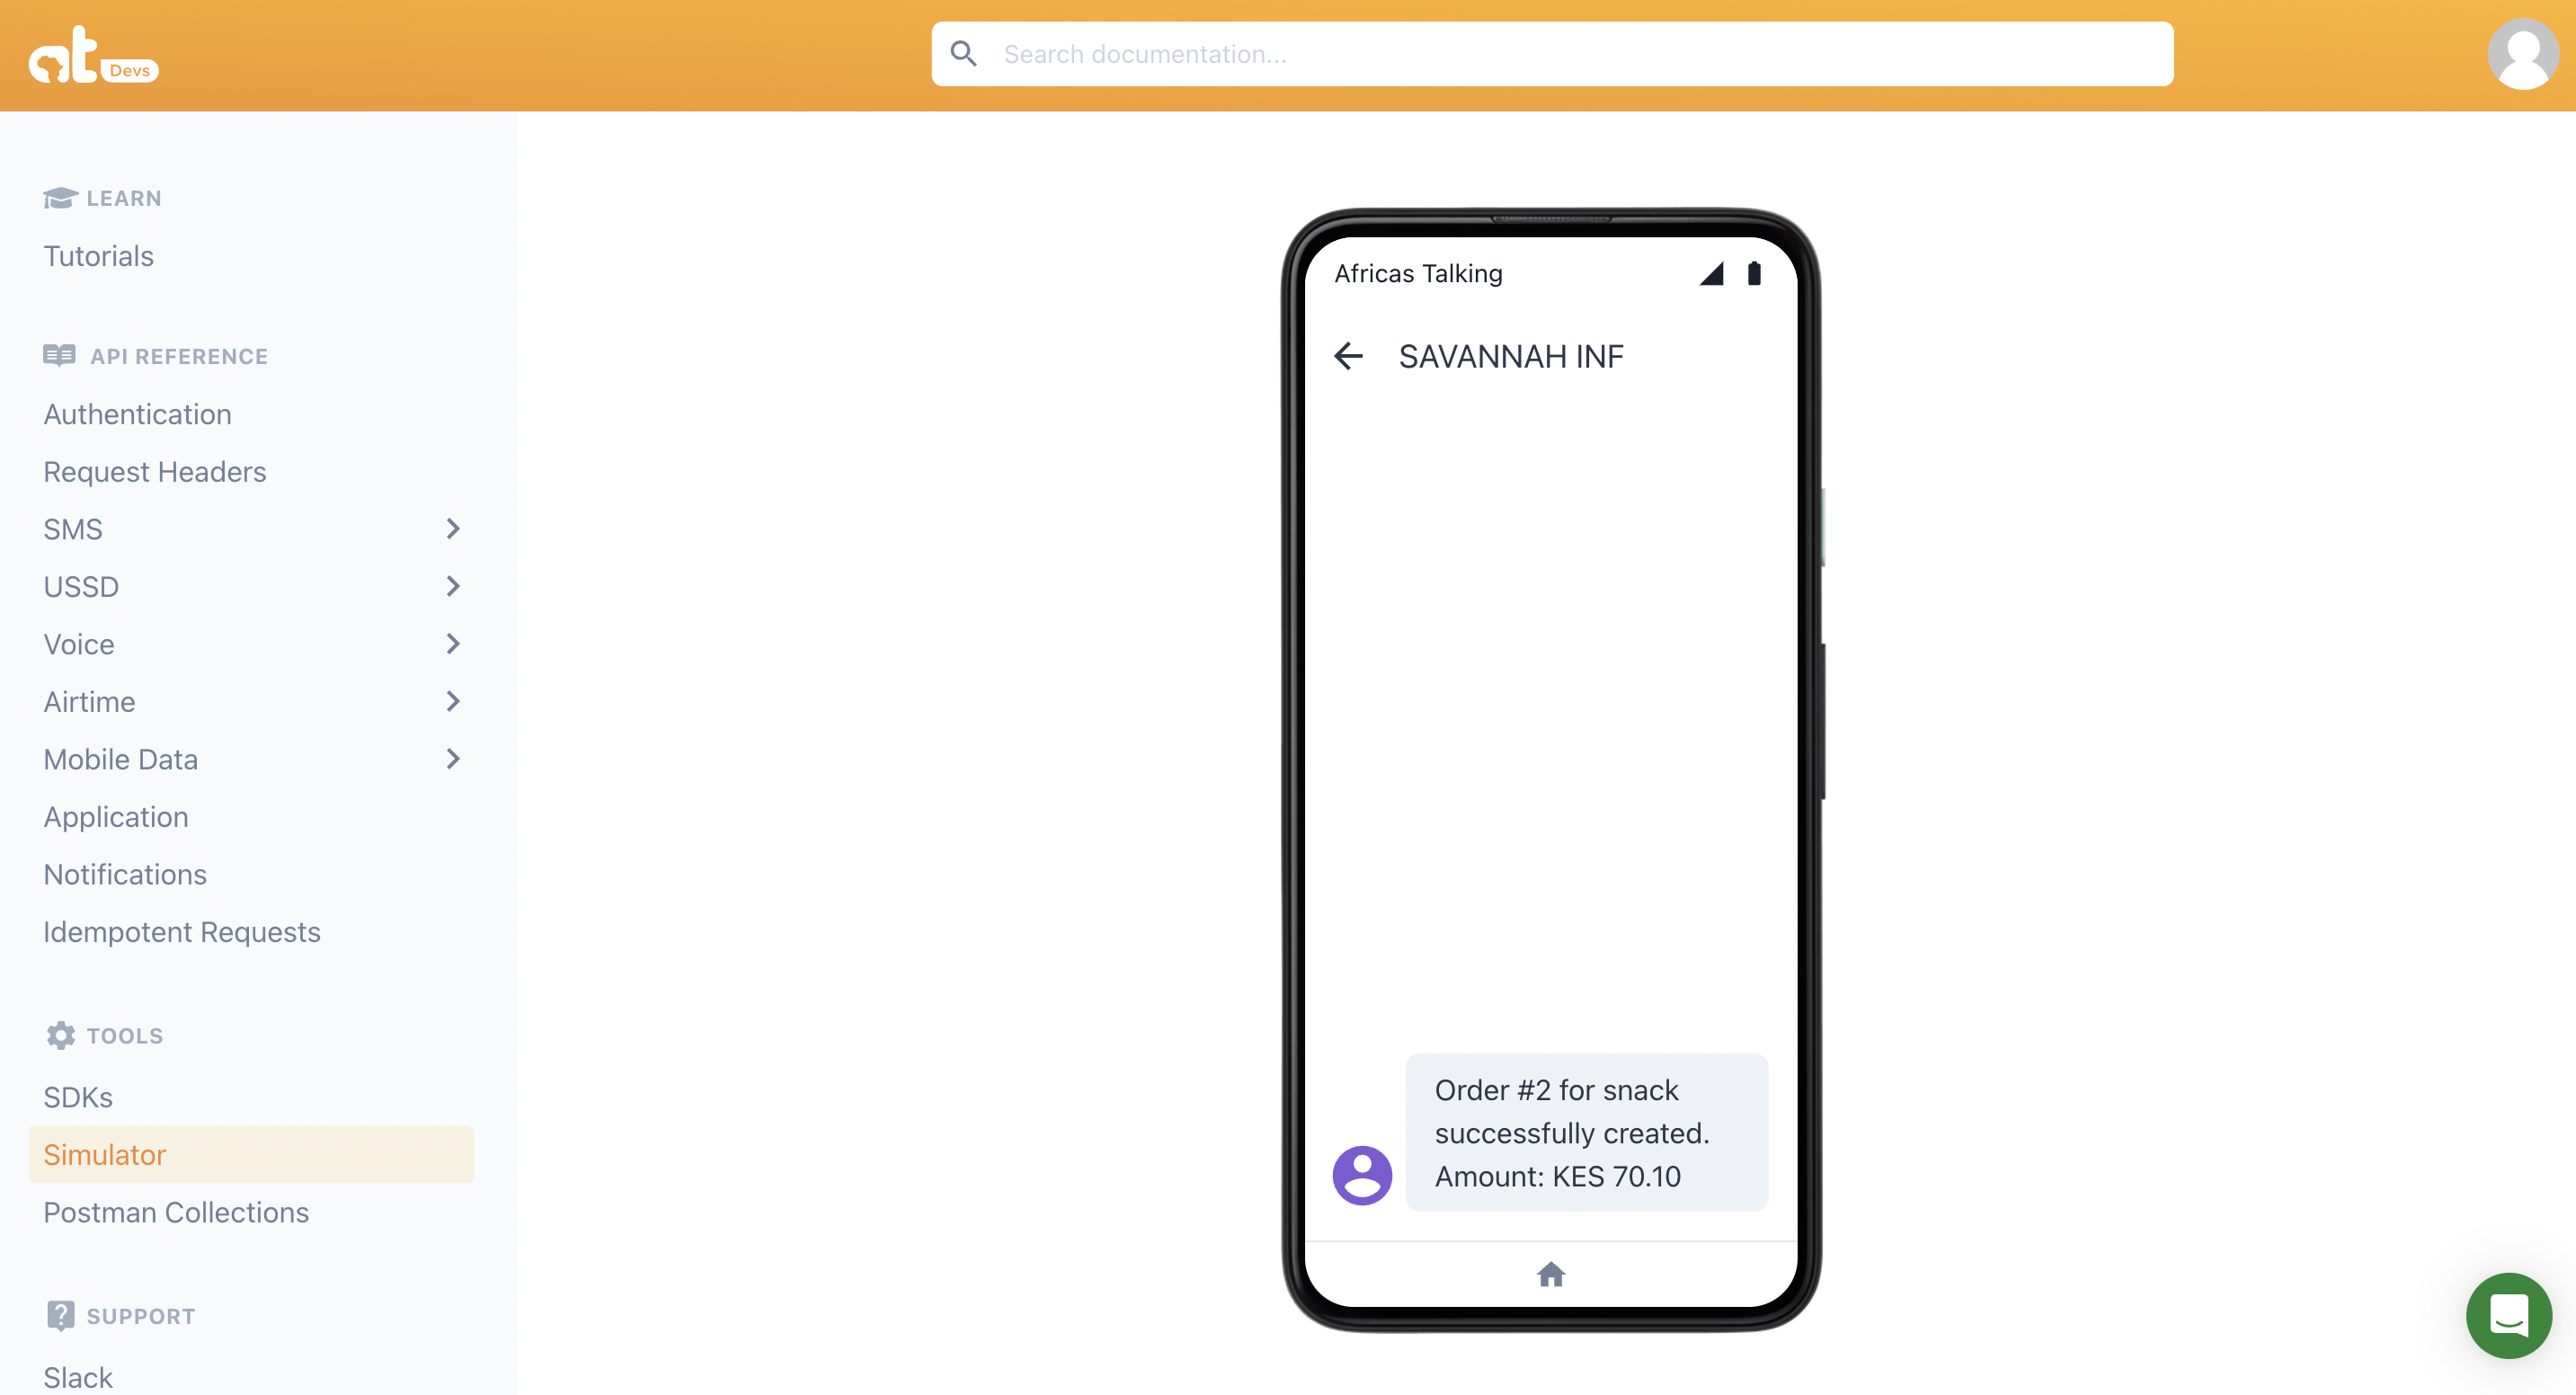 at Devs
Search documentation...
LEARN
Tutorials
API REFERENCE
Authentication
Request Headers
SMS
USSD
Voice
Airtime
Mobile Data
Application
Notifications
Idempotent Requests
TOOLS
SDKs
Simulator
Postman Collections
SUPPORT
Slack
Africas Talking
SAVANNAH INF
Order #2 for snack
successfully created.
Amount: KES 70.10